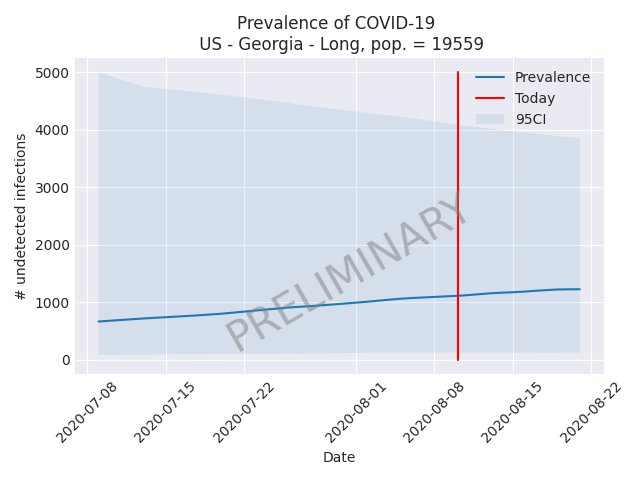 Prevalence of COVID-19
US - Georgia - Long, pop. = 19559
# undetected infections
5000
4000
3000
2000
1000
0
Prevalence
Today
95CI
PRELIMINARY
2020-07-08
2020-07-15
2020-07-22
2020-08-01
2020-08-08
2020-08-15
2020-08-22
Date